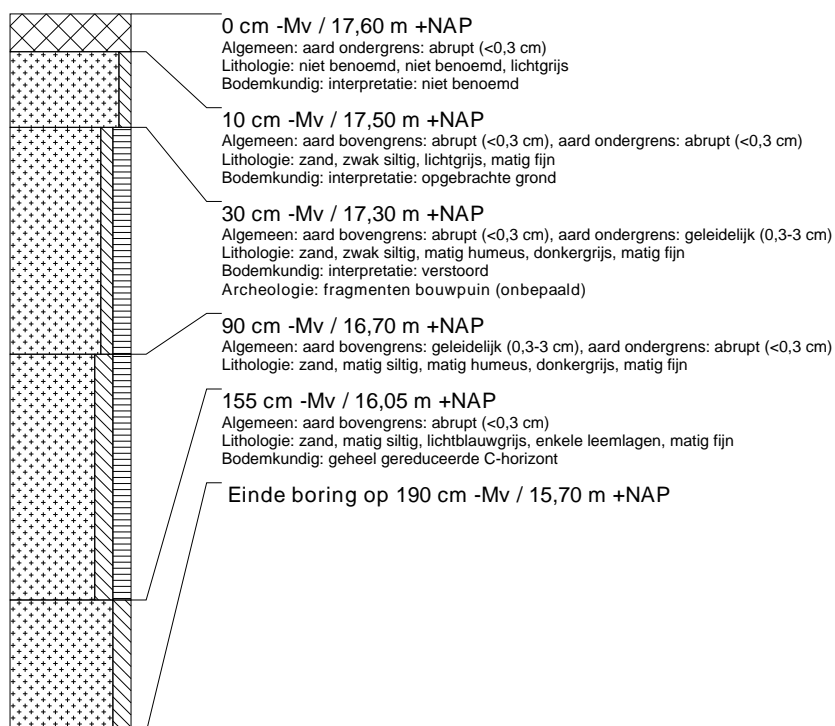 0 cm -Mv / 17,60 m +NAP
Algemeen: aard ondergrens: abrupt (<0,3 cm)
Lithologie: niet benoemd, niet benoemd, lichtgrijs
Bodemkundig: interpretatie: niet benoemd
10 cm -Mv / 17,50 m +NAP
Algemeen: aard bovengrens: abrupt (<0,3 cm), aard ondergrens: abrupt (<0,3 cm)
Lithologie: zand, zwak siltig, lichtgrijs, matig fijn
Bodemkundig: interpretatie: opgebrachte grond
30 cm -Mv / 17,30 m +NAP
Algemeen: aard bovengrens: abrupt (<0,3 cm), aard ondergrens: geleidelijk (0,3-3 cm)
Lithologie: zand, zwak siltig, matig humeus, donkergrijs, matig fijn
Bodemkundig: interpretatie: verstoord
Archeologie: fragmenten bouwpuin (onbepaald)
90 cm -Mv / 16,70 m +NAP
Algemeen: aard bovengrens: geleidelijk (0,3-3 cm), aard ondergrens: abrupt (<0,3 cm)
Lithologie: zand, matig siltig, matig humeus, donkergrijs, matig fijn
155 cm -Mv / 16,05 m +NAP
Algemeen: aard bovengrens: abrupt (<0,3 cm)
Lithologie: zand, matig siltig, lichtblauwgrijs, enkele leemlagen, matig fijn
Bodemkundig: geheel gereduceerde C-horizont
Einde boring op 190 cm -Mv / 15,70 m +NAP